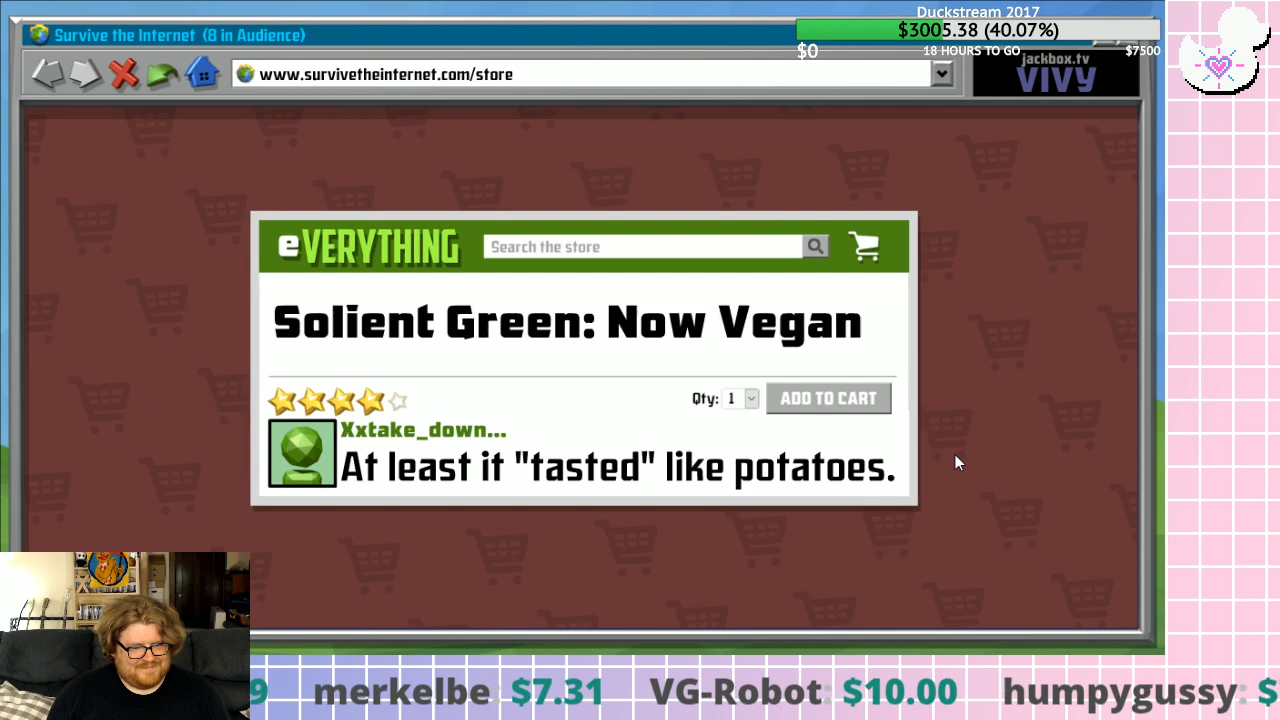 Duckstream 2017
Survive the Internet (8 in Audience)
$3005.38 (40.07%)
$0
18 HOURS TO GO
$7500
www.survivetheinternet.com/store
jackbox.tv
VIVY
eVERYTHING
Search the store
Solient Green: Now Vegan
Qty: 1
ADD TO CART
Xxtake_down...
At least it "tasted" like potatoes.
9 merkelbe: $7.31 VG-Robot: $10.00 humpygussy: $